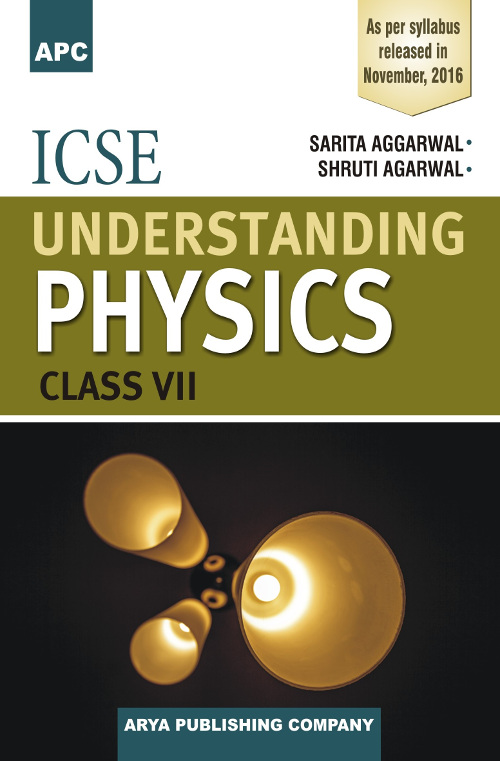 APC
As per syllabus
released in
November, 2016
ICSE
SARITA AGGARWAL•
SHRUTI AGARWAL•
UNDERSTANDING
PHYSICS
CLASS VII
ARYA PUBLISHING COMPANY